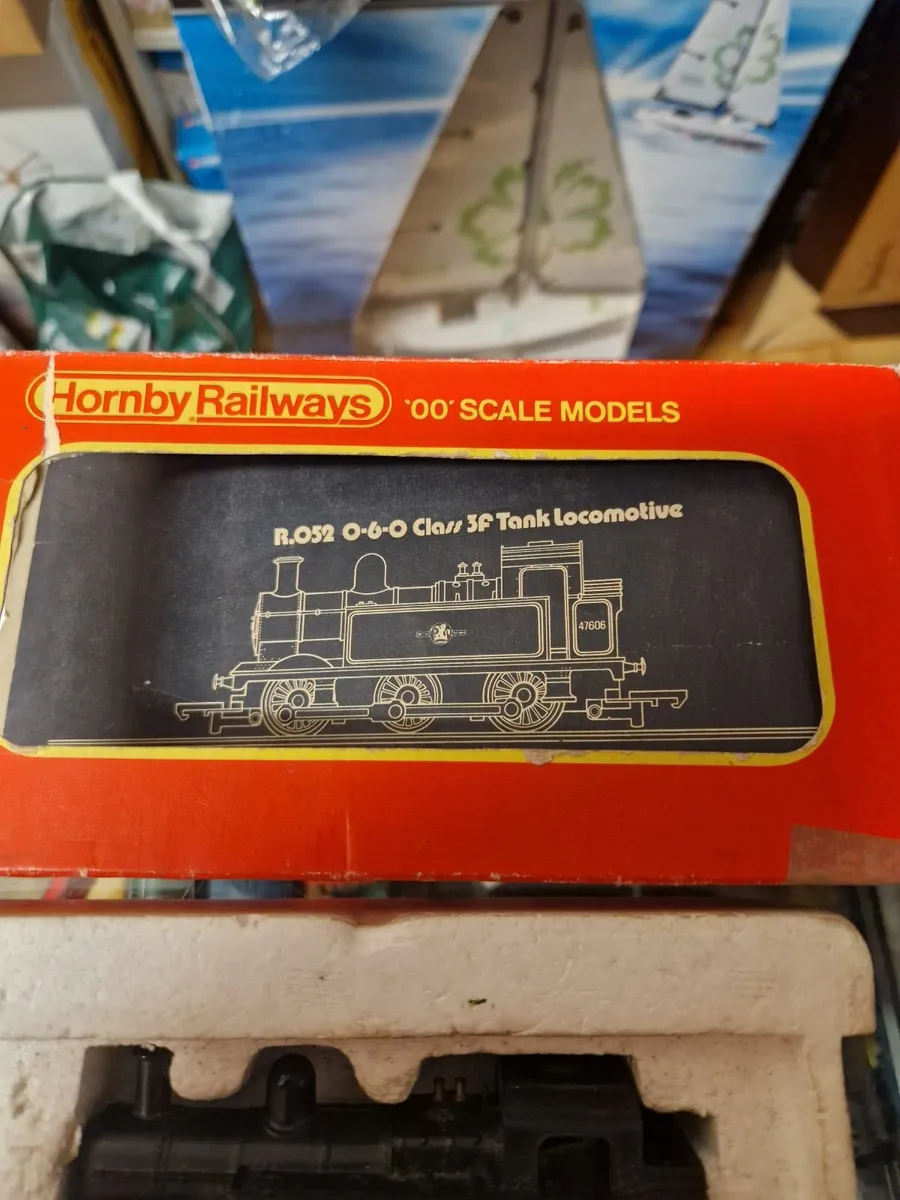 Hornby Railways '00' SCALE MODELS
R.052 0-6-0 Class 3F Tank Locomotive
47606